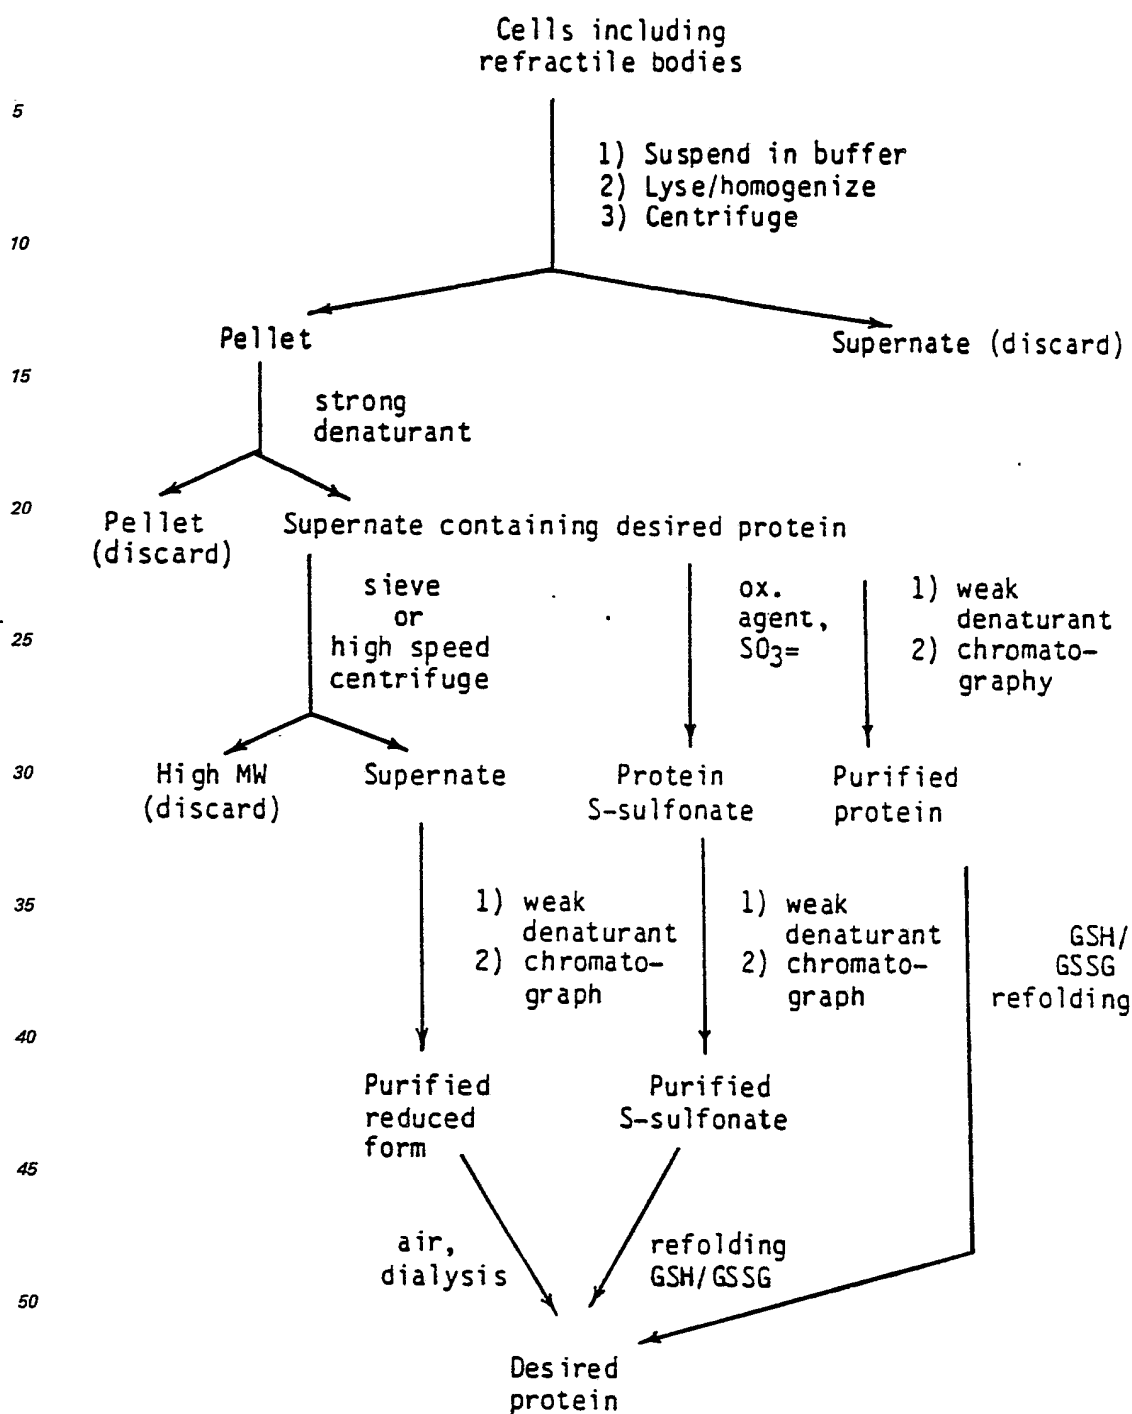 Cells including
refractile bodies
5
1) Suspend in buffer
2) Lyse/homogenize
3) Centrifuge
10
Pellet
Supernate (discard)
15
strong
denaturant
20
Pellet
(discard)
Supernate containing desired protein
sieve
or
high speed
centrifuge
ox.
agent,
SO3=
1) weak
denaturant
2) chromato-
graphy
25
30
High MW
(discard)
Supernate
Protein
S-sulfonate
Purified
protein
35
1) weak
denaturant
2) chromato-
graph
1) weak
denaturant
2) chromato-
graph
GSH/
GSSG
refolding
40
Purified
reduced
form
Purified
S-sulfonate
45
air,
dialysis
refolding
GSH/GSSG
50
Desired
protein